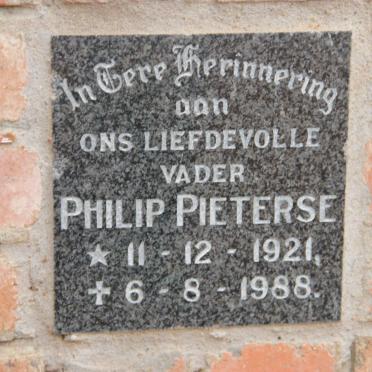 In Tere Herinnering
aan
ONS LIEFDEVOLLE
VADER
PHILIP PIETERSE
★ 11 - 12 - 1921,
✝ 6 - 8 - 1988.